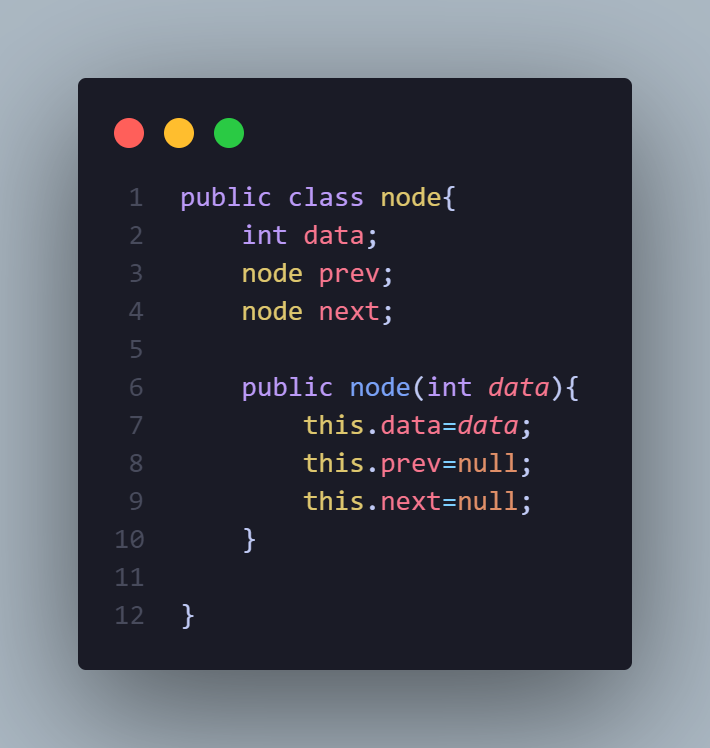 1 public class node{
2     int data;
3     node prev;
4     node next;
5
6     public node(int data){
7         this.data=data;
8         this.prev=null;
9         this.next=null;
10     }
11
12 }